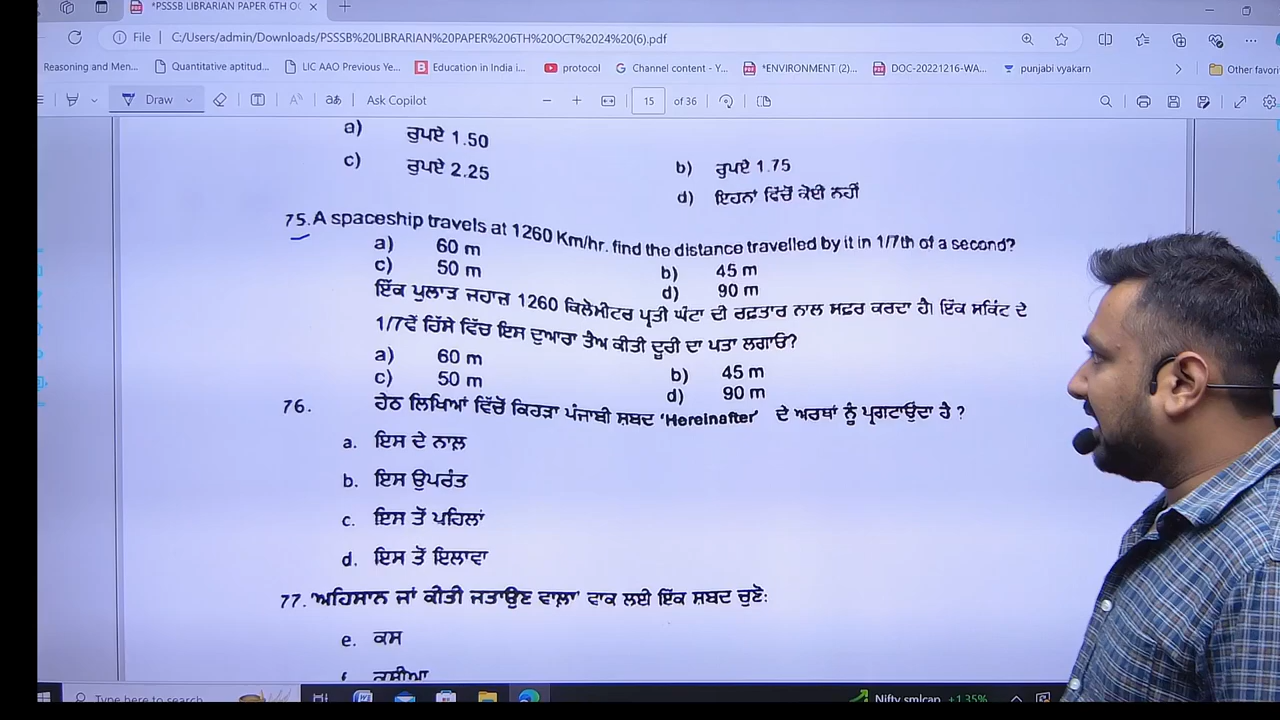 *PSSSB LIBRARIAN PAPER 6TH OC
File C:/Users/admin/Downloads/PSSSB%20LIBRARIAN%20PAPER%206TH%20OCT%202024%20(6).pdf
Reasoning and Men... Quantitative aptitud... LIC AAO Previous Ye... Education in India i... protocol Channel content - Y... *ENVIRONMENT (2)... DOC-20221216-WA... punjabi vyakarn Other favori
Draw Ask Copilot 15 of 36
a) ਰੁਪਏ 1.50
b) ਰੁਪਏ 1.75
c) ਰੁਪਏ 2.25
d) ਇਹਨਾਂ ਵਿੱਚੋਂ ਕੋਈ ਨਹੀਂ
75. A spaceship travels at 1260 Km/hr. find the distance travelled by it in 1/7th of a second?
a) 60 m
b) 45 m
c) 50 m
d) 90 m
ਇੱਕ ਪੁਲਾੜ ਜਹਾਜ਼ 1260 ਕਿਲੋਮੀਟਰ ਪ੍ਰਤੀ ਘੰਟਾ ਦੀ ਰਫ਼ਤਾਰ ਨਾਲ ਸਫ਼ਰ ਕਰਦਾ ਹੈ। ਇੱਕ ਸਕਿੰਟ ਦੇ
1/7ਵੇਂ ਹਿੱਸੇ ਵਿੱਚ ਇਸ ਦੁਆਰਾ ਤੈਅ ਕੀਤੀ ਦੂਰੀ ਦਾ ਪਤਾ ਲਗਾਓ?
a) 60 m
b) 45 m
c) 50 m
d) 90 m
76. ਹੇਠ ਲਿਖਿਆਂ ਵਿੱਚੋਂ ਕਿਹੜਾ ਪੰਜਾਬੀ ਸ਼ਬਦ 'Hereinafter' ਦੇ ਅਰਥਾਂ ਨੂੰ ਪ੍ਰਗਟਾਉਂਦਾ ਹੈ ?
a. ਇਸ ਦੇ ਨਾਲ਼
b. ਇਸ ਉਪਰੰਤ
c. ਇਸ ਤੋਂ ਪਹਿਲਾਂ
d. ਇਸ ਤੋਂ ਇਲਾਵਾ
77. 'ਅਹਿਸਾਨ ਜਾਂ ਕੀਤੀ ਜਤਾਉਣ ਵਾਲ਼ਾ' ਵਾਕ ਲਈ ਇੱਕ ਸ਼ਬਦ ਚੁਣੋ:
e. ਕਸ
f. ਕਸੀਆ
Type here to search Nifty smlcap +1.35%